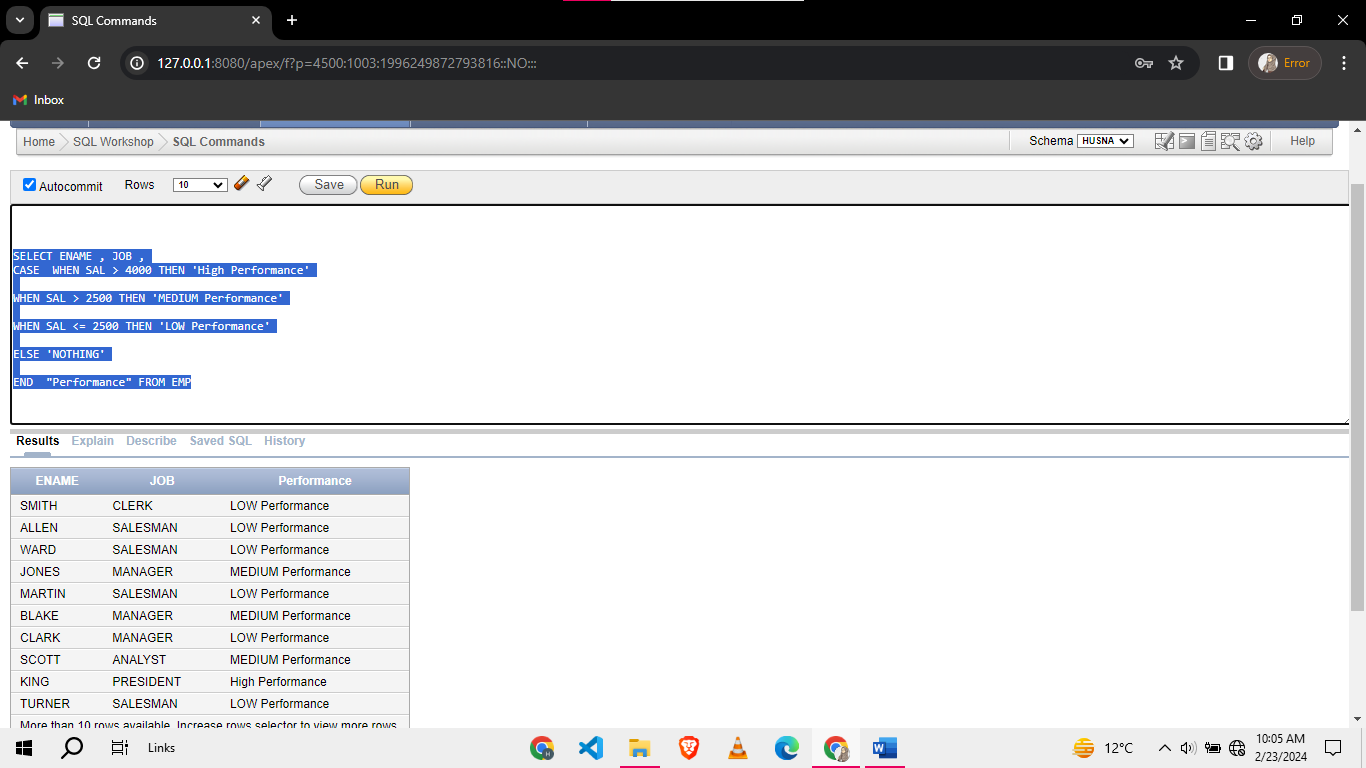 SQL Commands
127.0.0.1:8080/apex/f?p=4500:1003:1996249872793816::NO:::
Error
Inbox
Home SQL Workshop SQL Commands Schema HUSNA Help
Autocommit Rows 10 Save Run
SELECT ENAME , JOB ,
CASE  WHEN SAL > 4000 THEN 'High Performance'
WHEN SAL > 2500 THEN 'MEDIUM Performance'
WHEN SAL <= 2500 THEN 'LOW Performance'
ELSE 'NOTHING'
END  "Performance" FROM EMP
Results Explain Describe Saved SQL History
ENAME JOB Performance
SMITH CLERK LOW Performance
ALLEN SALESMAN LOW Performance
WARD SALESMAN LOW Performance
JONES MANAGER MEDIUM Performance
MARTIN SALESMAN LOW Performance
BLAKE MANAGER MEDIUM Performance
CLARK MANAGER LOW Performance
SCOTT ANALYST MEDIUM Performance
KING PRESIDENT High Performance
TURNER SALESMAN LOW Performance
More than 10 rows available. Increase rows selector to view more rows.
Links 12°C 10:05 AM
2/23/2024